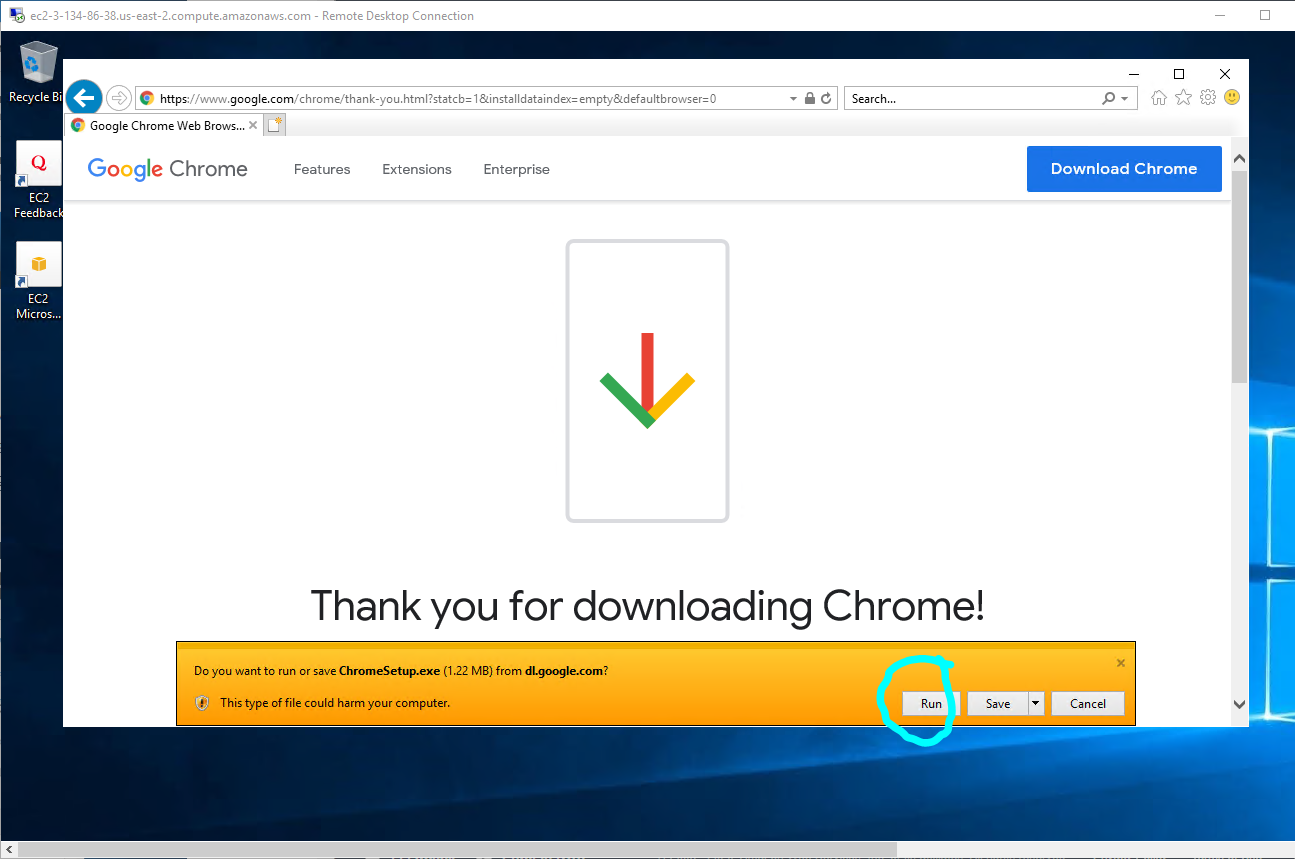 ec2-3-134-86-38.us-east-2.compute.amazonaws.com - Remote Desktop Connection
Recycle Bi
https://www.google.com/chrome/thank-you.html?statcb=1&installdataindex=empty&defaultbrowser=0
Search...
Google Chrome Web Brows...
Google Chrome
Features
Extensions
Enterprise
Download Chrome
Q
EC2
Feedback
EC2
Micros...
Thank you for downloading Chrome!
Do you want to run or save ChromeSetup.exe (1.22 MB) from dl.google.com?
This type of file could harm your computer.
Run
Save
Cancel